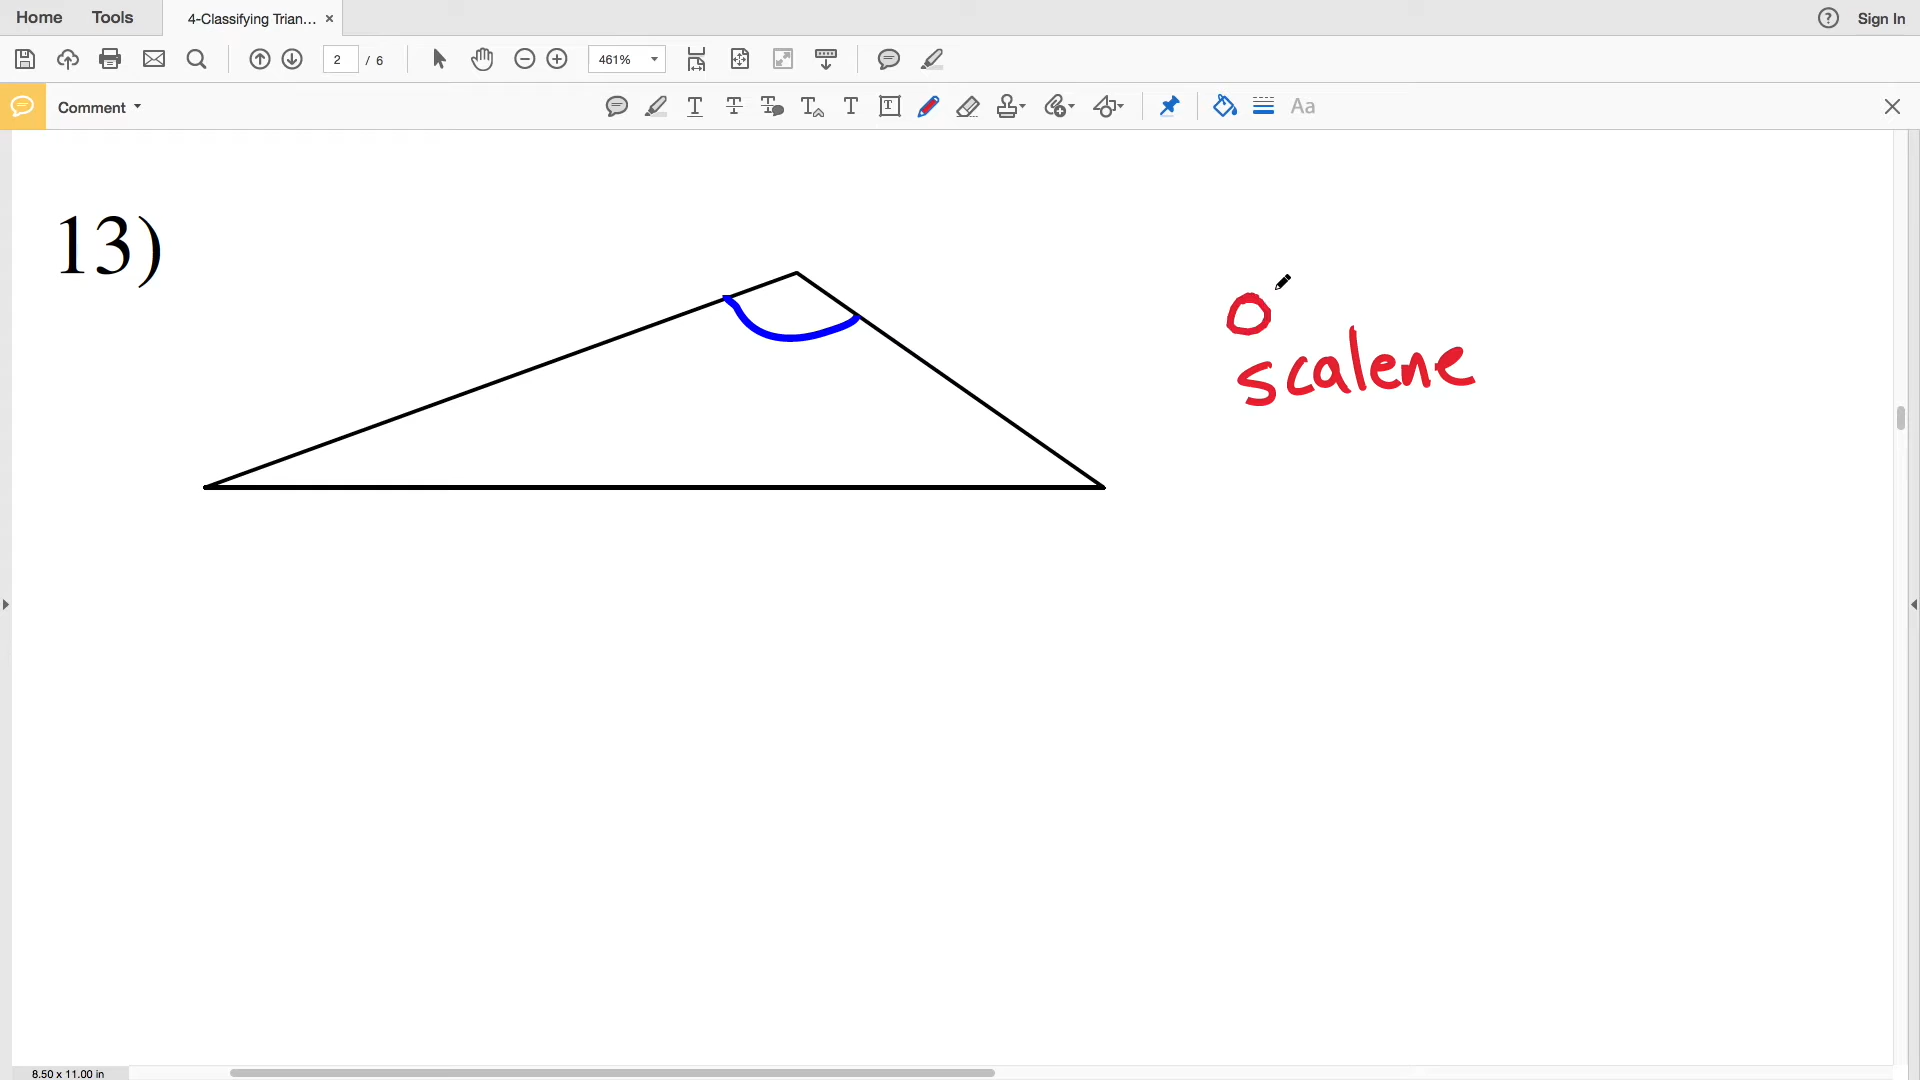 Home Tools 4-Classifying Trian... × ? Sign In
2 / 6 461%
Comment T T T T T T Aa
13)
o
scalene
8.50 x 11.00 in